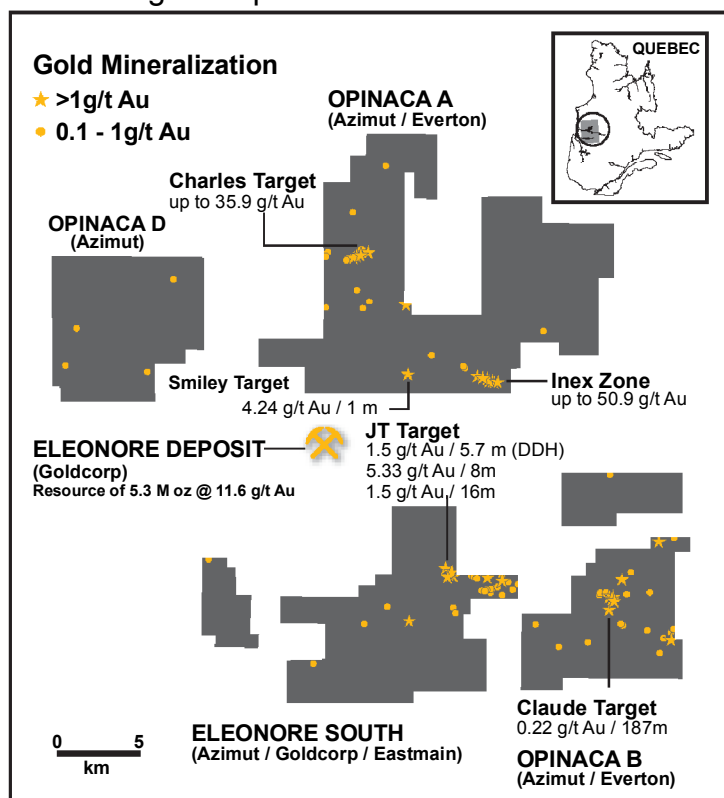 Gold Mineralization
>1g/t Au
0.1 - 1g/t Au
QUEBEC
OPINACA A
(Azimut / Everton)
Charles Target
up to 35.9 g/t Au
OPINACA D
(Azimut)
Smiley Target
4.24 g/t Au / 1 m
Inex Zone
up to 50.9 g/t Au
ELEONORE DEPOSIT
(Goldcorp)
Resource of 5.3 M oz @ 11.6 g/t Au
JT Target
1.5 g/t Au / 5.7 m (DDH)
5.33 g/t Au / 8m
1.5 g/t Au / 16m
Claude Target
0.22 g/t Au / 187m
ELEONORE SOUTH
(Azimut / Goldcorp / Eastmain)
OPINACA B
(Azimut / Everton)
0 5
km